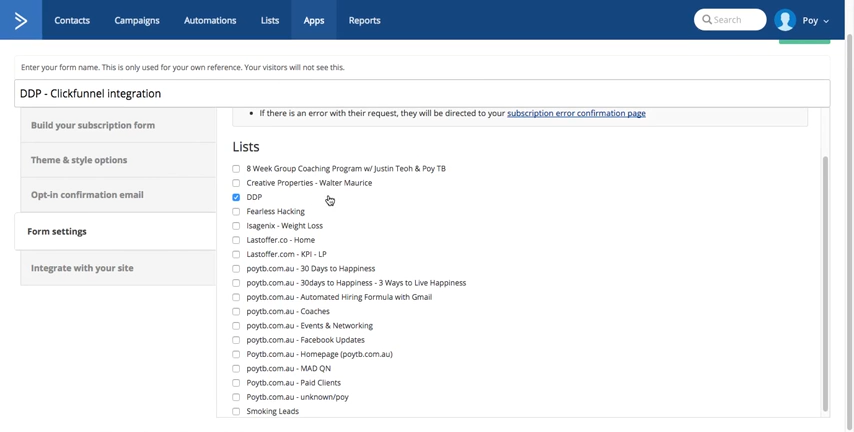 Contacts Campaigns Automations Lists Apps Reports Search Poy
Enter your form name. This is only used for your own reference. Your visitors will not see this.
DDP - Clickfunnel integration
Build your subscription form
Theme & style options
Opt-in confirmation email
Form settings
Integrate with your site
If there is an error with their request, they will be directed to your subscription error confirmation page
Lists
8 Week Group Coaching Program w/ Justin Teoh & Poy TB
Creative Properties - Walter Maurice
DDP
Fearless Hacking
Isagenix - Weight Loss
Lastoffer.co - Home
Lastoffer.com - KPI - LP
poytb.com.au - 30 Days to Happiness
poytb.com.au - 30days to Happiness - 3 Ways to Live Happiness
poytb.com.au - Automated Hiring Formula with Gmail
poytb.com.au - Coaches
poytb.com.au - Events & Networking
poytb.com.au - Facebook Updates
Poytb.com.au - Homepage (poytb.com.au)
poytb.com.au - MAD QN
Poytb.com.au - Paid Clients
Poytb.com.au - unknown/poy
Smoking Leads